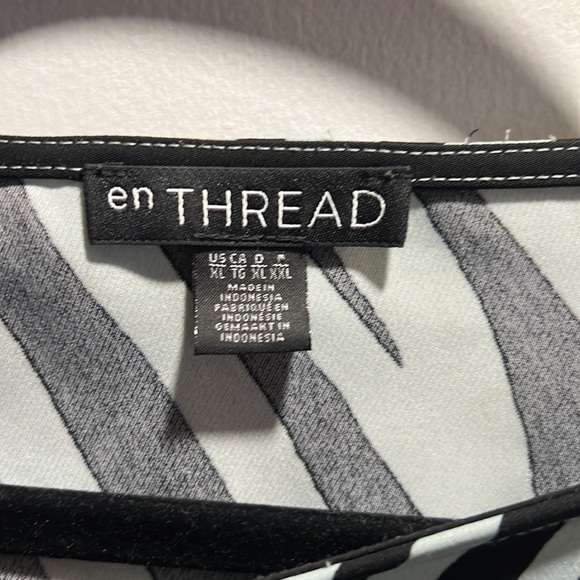 en THREAD
US CA D
XL TG XL XXL
MADE IN
INDONESIA
FABRIQUÉ EN
INDONÉSIE
GEMAAKT IN
INDONESIA